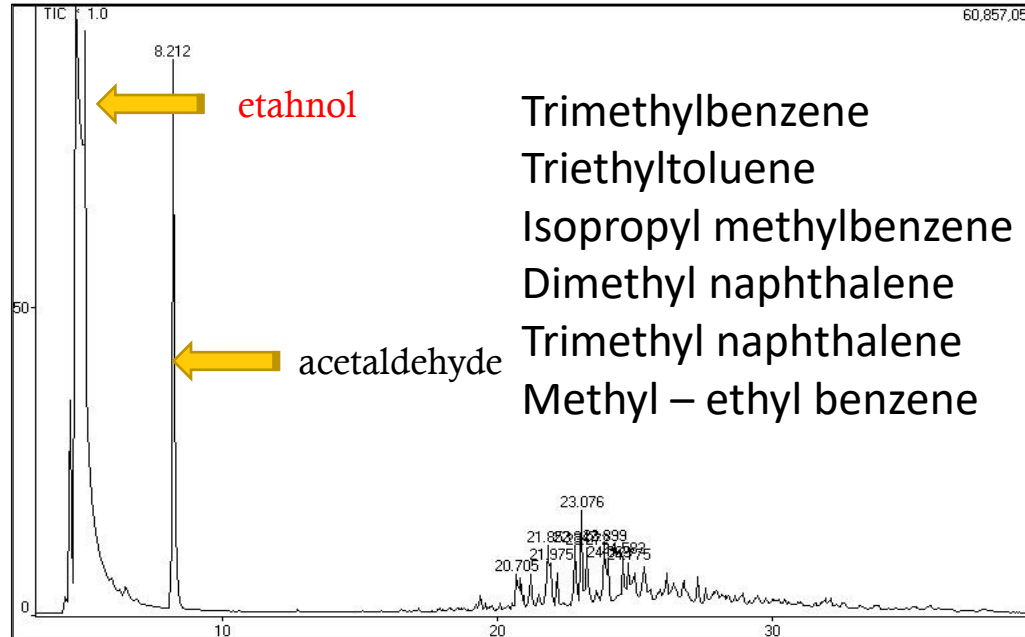 TIC * 1.0
60,857,05
8.212
etahnol
Trimethylbenzene
Triethyltoluene
Isopropyl methylbenzene
Dimethyl naphthalene
Trimethyl naphthalene
Methyl – ethyl benzene
50
acetaldehyde
23.076
21.975
20.705
0
10
20
30